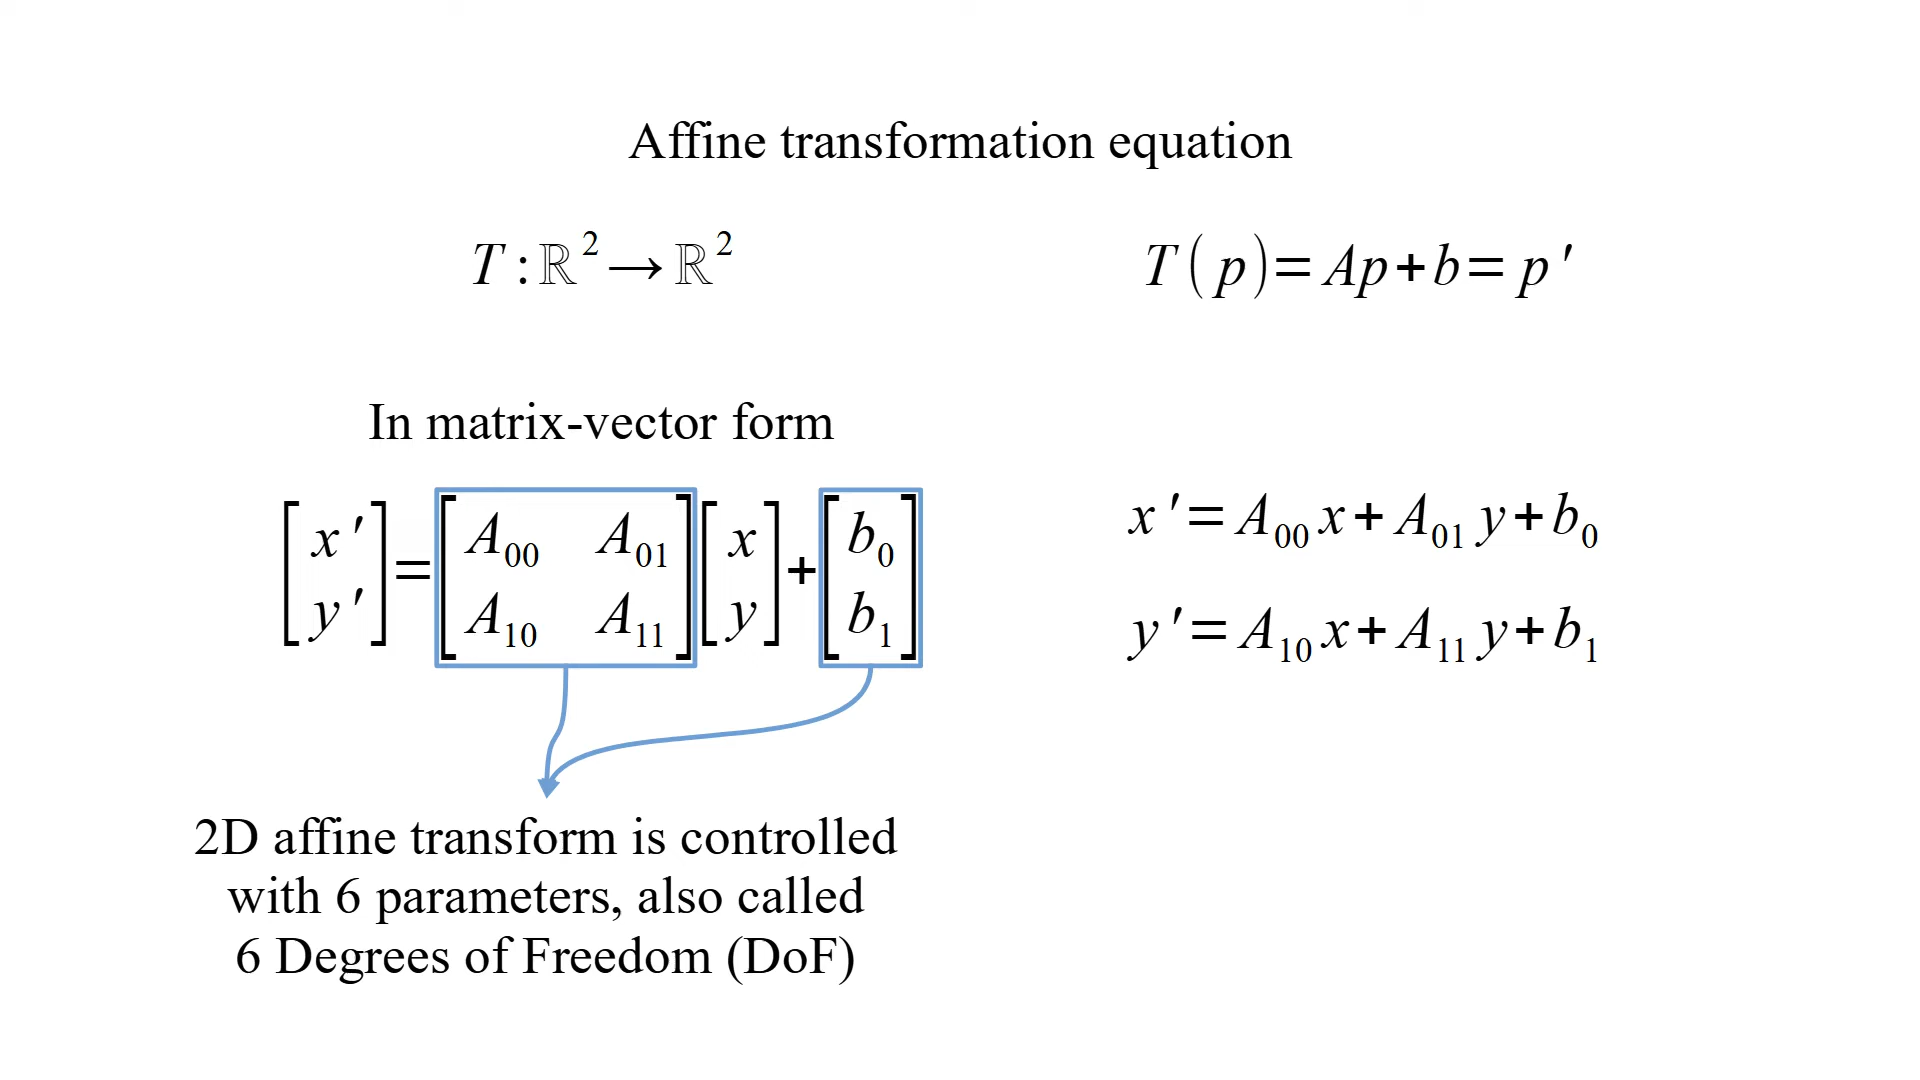 Affine transformation equation
T : ℝ² → ℝ²
T(p) = Ap + b = p'
In matrix-vector form
[x' y'] = [A₀₀ A₀₁ A₁₀ A₁₁] [x y] + [b₀ b₁]
x' = A₀₀ x + A₀₁ y + b₀
y' = A₁₀ x + A₁₁ y + b₁
2D affine transform is controlled
with 6 parameters, also called
6 Degrees of Freedom (DoF)